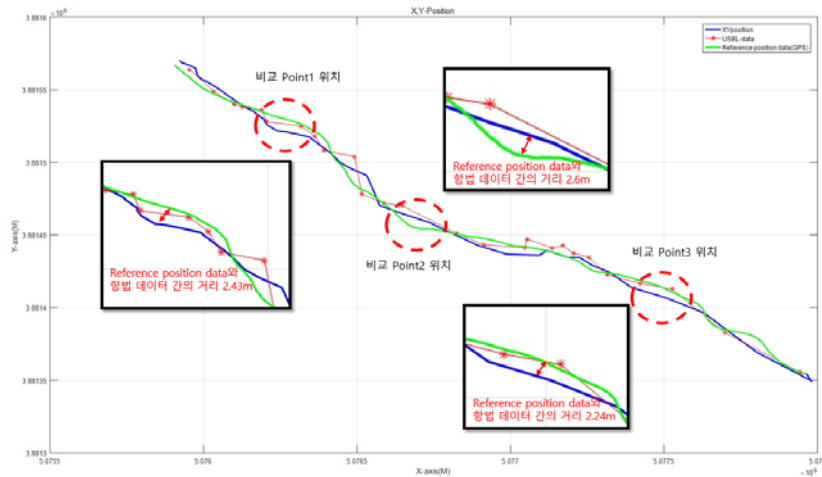 X,Y-Position
3.8816 × 10⁶
XYposition
USBL-data
Reference position data(GPS)
비교 Point1 위치
3.88155
3.8815
Reference position data와
항법 데이터 간의 거리 2.6m
3.88145
비교 Point2 위치
비교 Point3 위치
Reference position data와
항법 데이터 간의 거리 2.43m
3.8814
Reference position data와
항법 데이터 간의 거리 2.24m
3.88135
3.8813
Y-axis(M)
5.0755
5.076
5.0765
5.077
5.0775
5.07
X-axis(M)